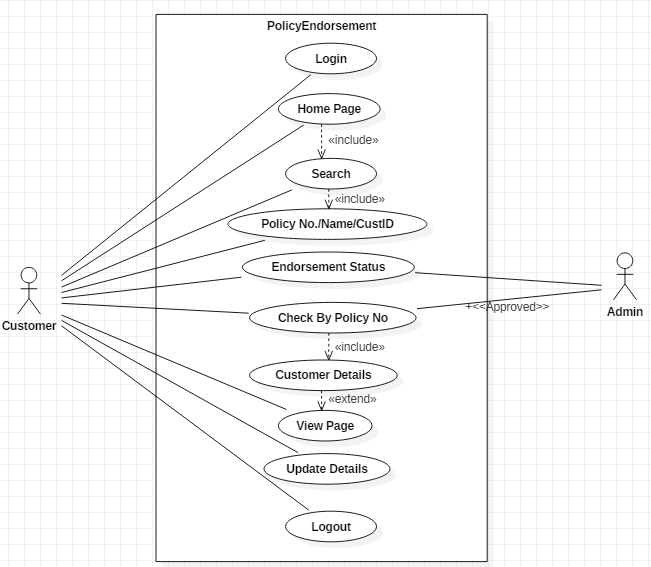 PolicyEndorsement
Login
Home Page
«include»
Search
«include»
Policy No./Name/CustID
Endorsement Status
+<<Approved>>
Admin
Check By Policy No
Customer
«include»
Customer Details
«extend»
View Page
Update Details
Logout